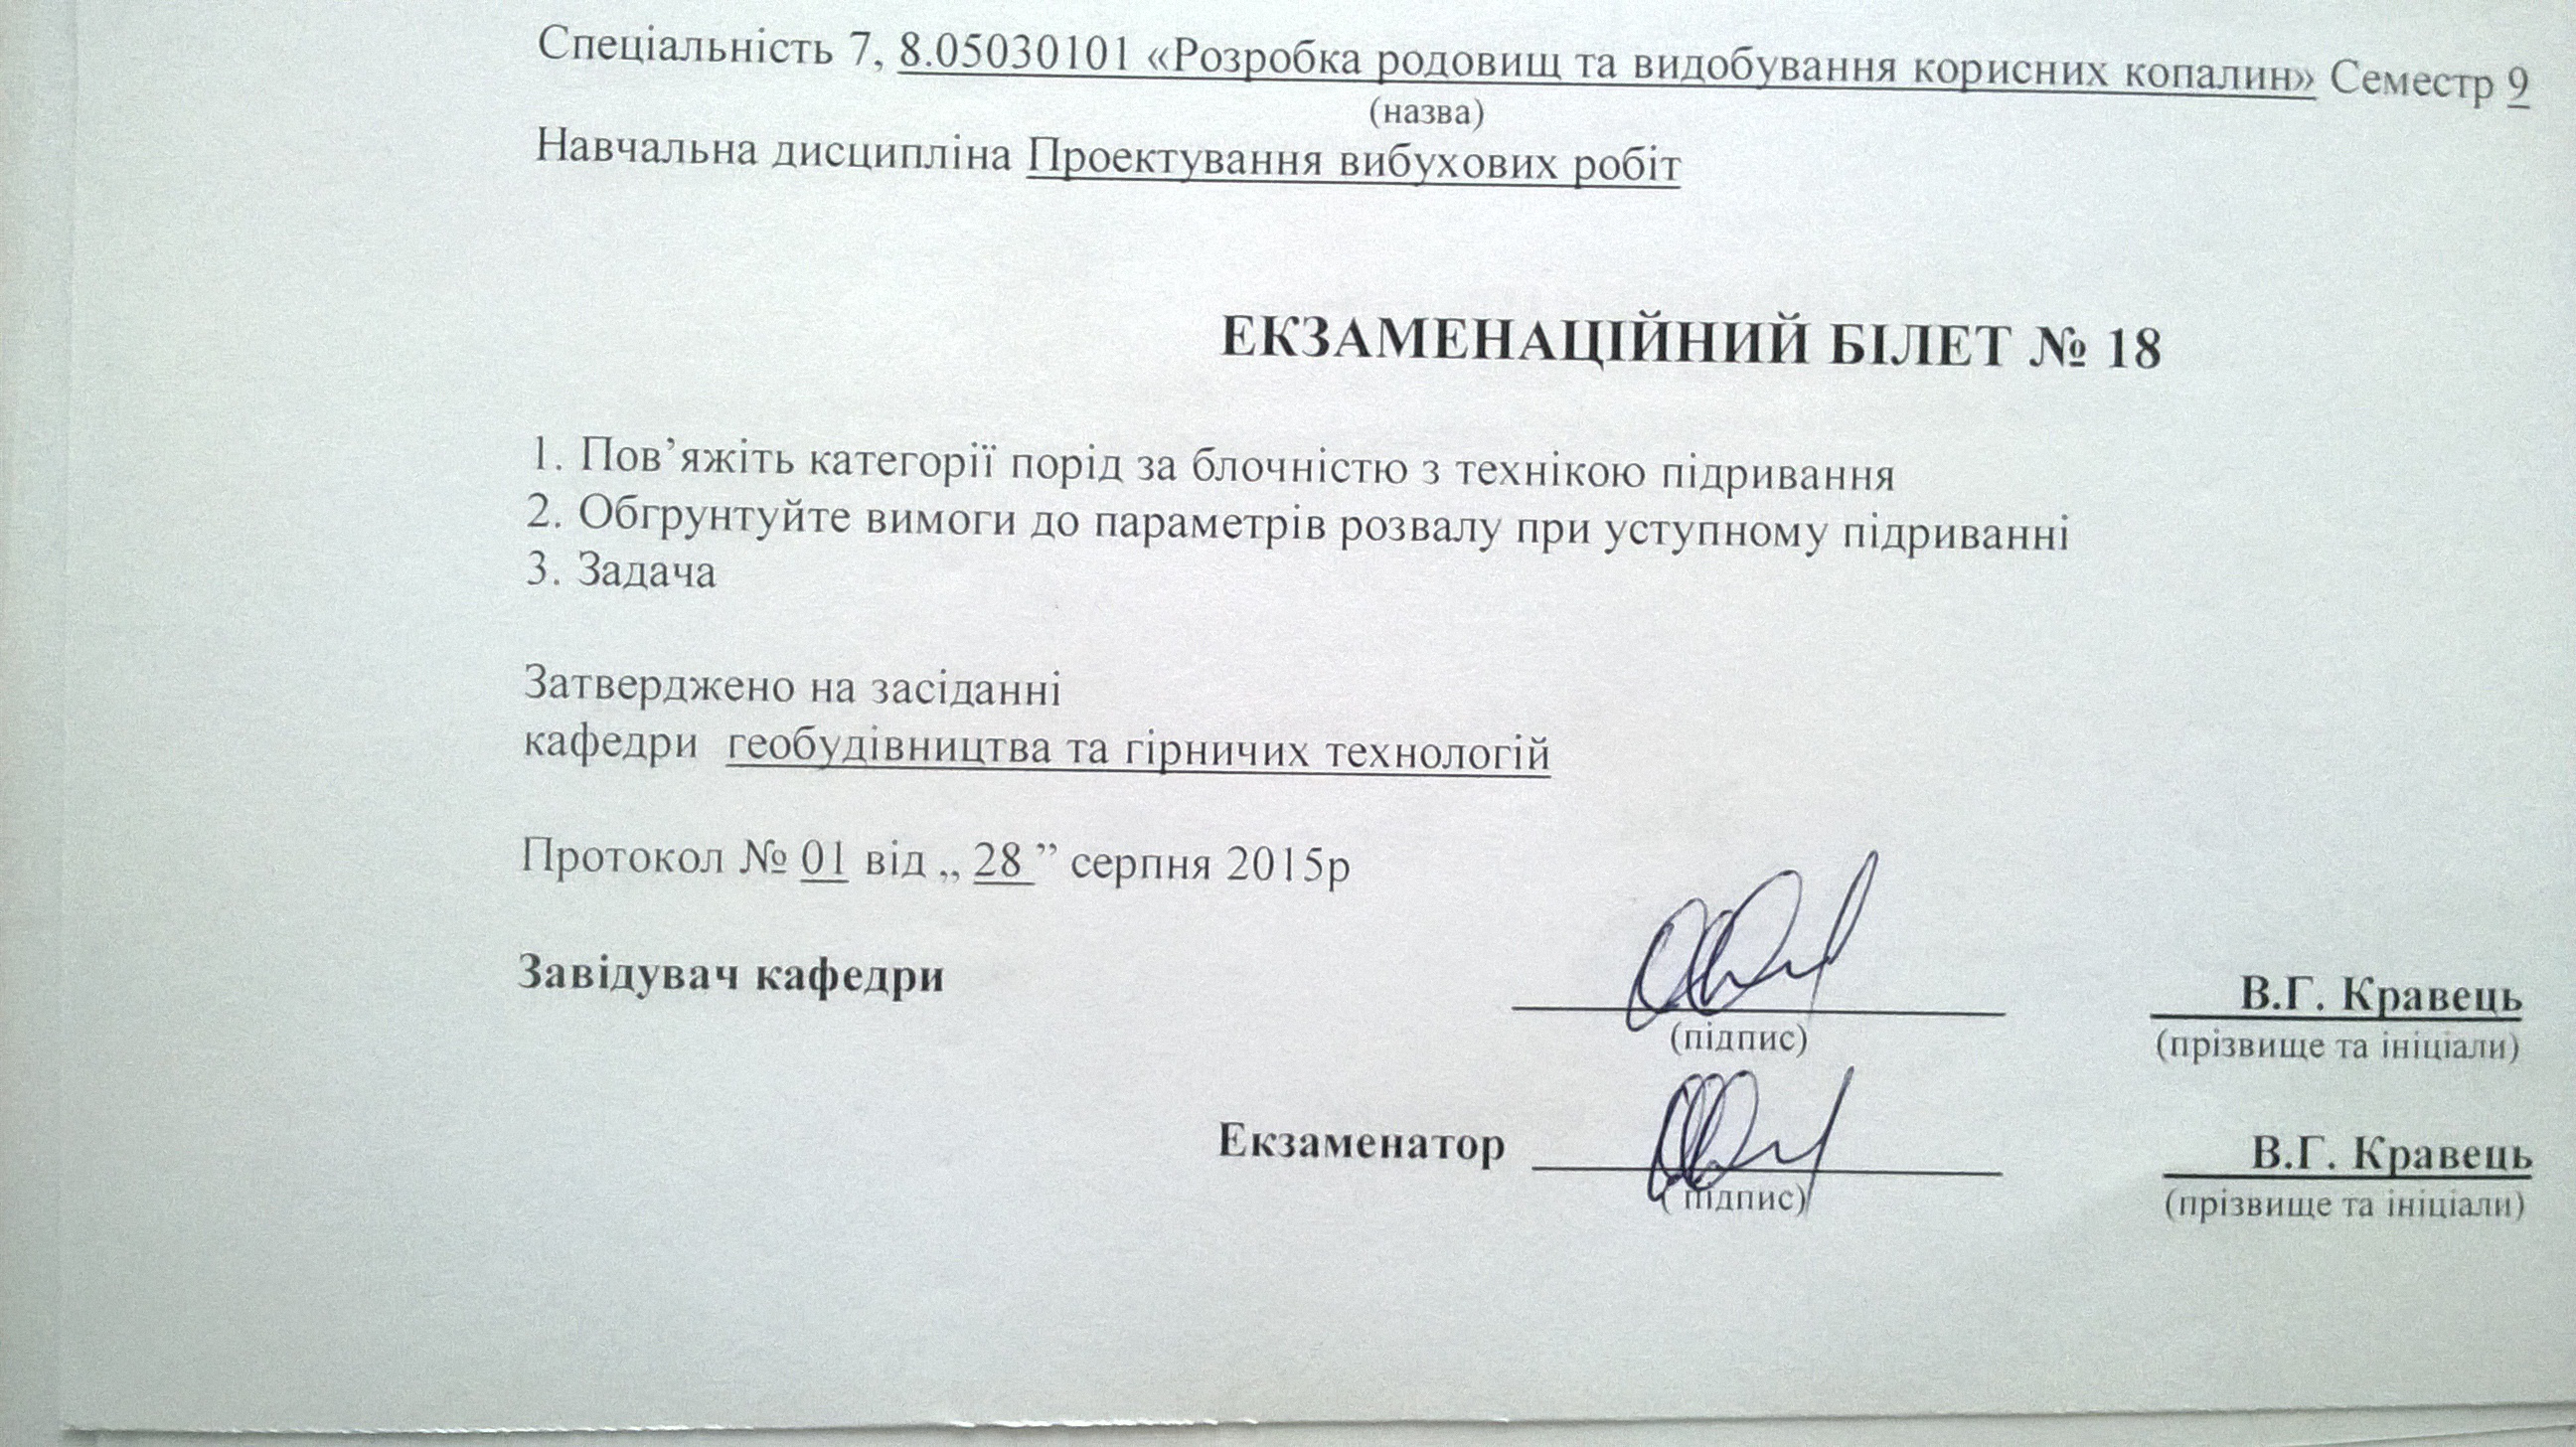 Спеціальність 7, 8.05030101 «Розробка родовищ та видобування корисних копалин» Семестр 9
(назва)
Навчальна дисципліна Проектування вибухових робіт
ЕКЗАМЕНАЦІЙНИЙ БІЛЕТ № 18
1. Пов’яжіть категорії порід за блочністю з технікою підривання
2. Обгрунтуйте вимоги до параметрів розвалу при уступному підриванні
3. Задача
Затверджено на засіданні
кафедри геобудівництва та гірничих технологій
Протокол № 01 від „ 28 ” серпня 2015р
Завідувач кафедри В.Г. Кравець
(підпис) (прізвище та ініціали)
Екзаменатор В.Г. Кравець
( підпис) (прізвище та ініціали)